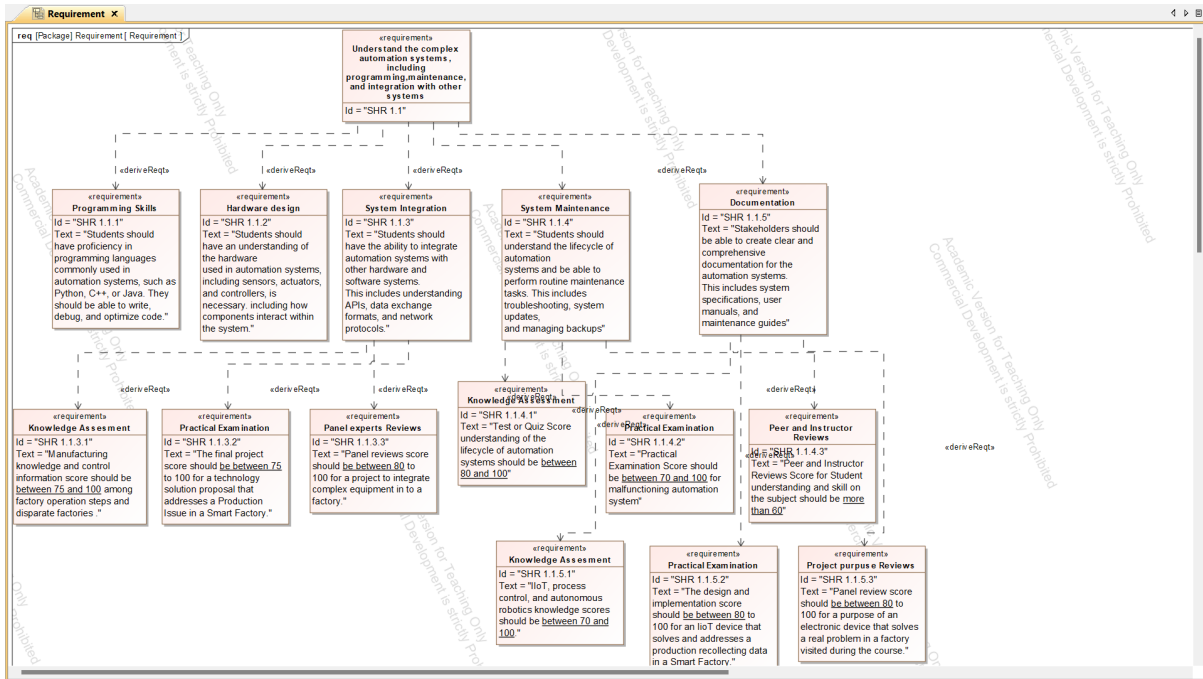 Requirement
req [Package] Requirement [ Requirement ]
«requirement»
Understand the complex
automation systems ,
including
programming,maintenance,
and integration with other
systems
Id = "SHR 1.1"
«deriveReqt»
«deriveReqt»
«deriveReqt»
«deriveReqt»
«deriveReqt»
«requirement»
Programming Skills
Id = "SHR 1.1.1"
Text = "Students should
have proficiency in
programming languages
commonly used in
automation systems, such as
Python, C++, or Java. They
should be able to write,
debug, and optimize code."
«requirement»
Hardware design
Id = "SHR 1.1.2"
Text = "Students should
have an understanding of
the hardware
used in automation systems,
including sensors, actuators,
and controllers, is
necessary. including how
components interact within
the system."
«requirement»
System Integration
Id = "SHR 1.1.3"
Text = "Students should
have the ability to integrate
automation systems with
other hardware and
software systems.
This includes understanding
APIs, data exchange
formats, and network
protocols."
«requirement»
System Maintenance
Id = "SHR 1.1.4"
Text = "Students should
understand the lifecycle of
automation
systems and be able to
perform routine maintenance
tasks. This includes
troubleshooting, system
updates,
and managing backups"
«requirement»
Documentation
Id = "SHR 1.1.5"
Text = "Stakeholders should
be able to create clear and
comprehensive
documentation for the
automation systems.
This includes system
specifications, user
manuals, and
maintenance guides"
«deriveReqt»
«deriveReqt»
«deriveReqt»
«deriveReqt»
«deriveReqt»
«deriveReqt»
«deriveReqt»
«deriveReqt»
«deriveReqt»
«requirement»
Knowledge Assesment
Id = "SHR 1.1.3.1"
Text = "Manufacturing
knowledge and control
information score should be
between 75 and 100 among
factory operation steps and
disparate factories ."
«requirement»
Practical Examination
Id = "SHR 1.1.3.2"
Text = "The final project
score should be between 75
to 100 for a technology
solution proposal that
addresses a Production
Issue in a Smart Factory."
«requirement»
Panel experts Reviews
Id = "SHR 1.1.3.3"
Text = "Panel reviews score
should be between 80 to
100 for a project to integrate
complex equipment in to a
factory."
«requirement»
Knowledge Assessment
Id = "SHR 1.1.4.1"
Text = "Test or Quiz Score
understanding of the
lifecycle of automation
systems should be between
80 and 100"
«requirement»
Practical Examination
Id = "SHR 1.1.4.2"
Text = "Practical
Examination Score should
be between 70 and 100 for
malfunctioning automation
system"
«requirement»
Peer and Instructor
Reviews
Id = "SHR 1.1.4.3"
Text = "Peer and Instructor
Reviews Score for Student
understanding and skill on
the subject should be more
than 60"
«requirement»
Knowledge Assesment
Id = "SHR 1.1.5.1"
Text = "IIoT, process
control, and autonomous
robotics knowledge scores
should be between 70 and
100."
«requirement»
Practical Examination
Id = "SHR 1.1.5.2"
Text = "The design and
implementation score
should be between 80 to
100 for an IIoT device that
solves and addresses a
production recollecting data
in a Smart Factory."
«requirement»
Project purpuse Reviews
Id = "SHR 1.1.5.3"
Text = "Panel review score
should be between 80 to
100 for a purpose of an
electronic device that solves
a real problem in a factory
visited during the course."
Academic Version for Teaching Only
Commercial Development is strictly Prohibited